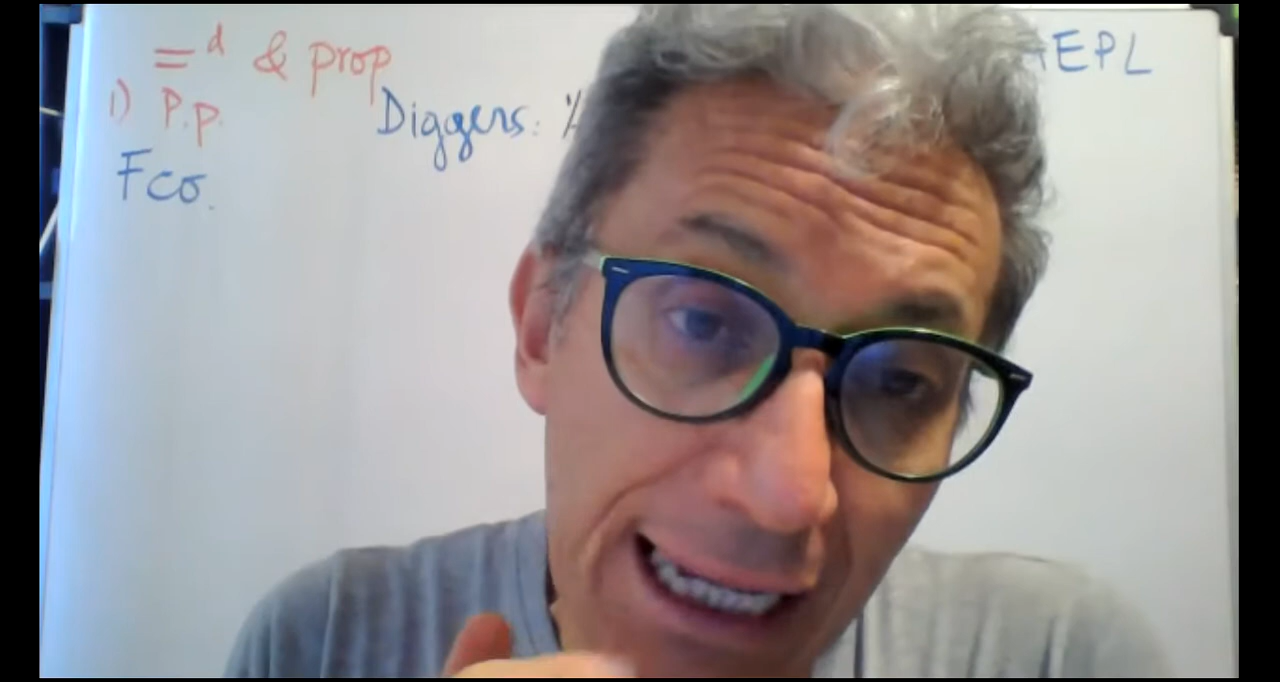 =ᵈ & prop
1) P.p.
Diggers:
EPL
Fco.